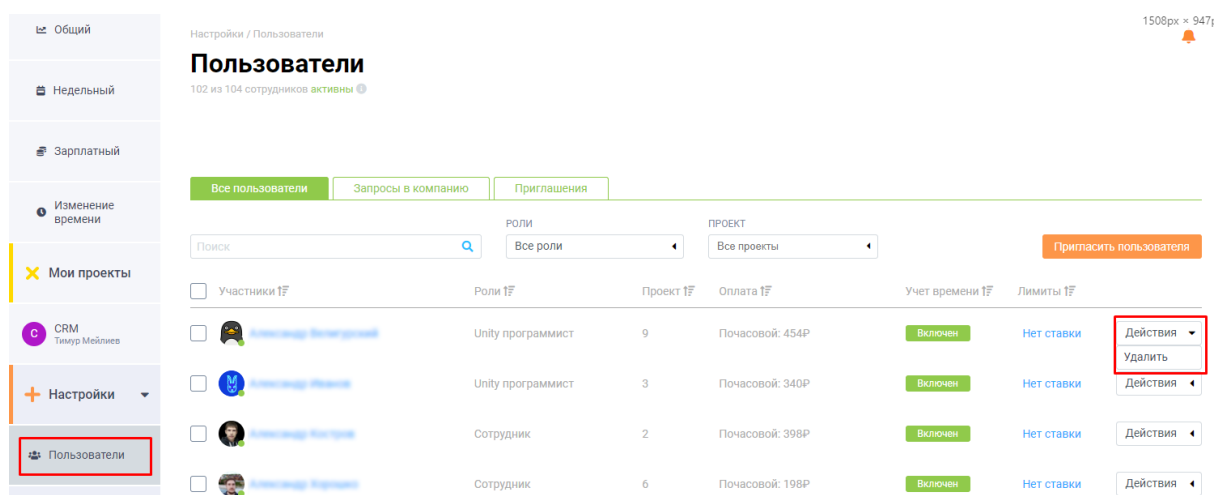 Общий
1508px × 947
Настройки / Пользователи
Пользователи
102 из 104 сотрудников активны
Недельный
Зарплатный
Все пользователи Запросы в компанию Приглашения
Изменение
времени
РОЛИ ПРОЕКТ
Поиск Все роли Все проекты Пригласить пользователя
Мои проекты
Участники Роли Проект Оплата Учет времени Лимиты
C CRM
Тимур Мейлиев
Unity программист 9 Почасовой: 454₽ Включен Нет ставки Действия
Удалить
Настройки
Unity программист 3 Почасовой: 340₽ Включен Нет ставки Действия
Сотрудник 2 Почасовой: 398₽ Включен Нет ставки Действия
Пользователи
Сотрудник 6 Почасовой: 198₽ Включен Нет ставки Действия